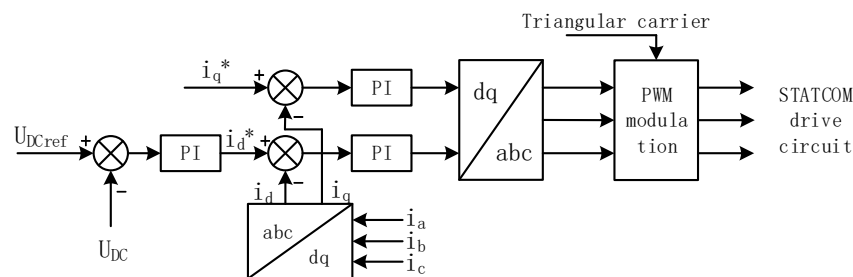 Triangular carrier
i_q*
+
-
PI
dq
abc
PWM
modula
tion
STATCOM
drive
circuit
U_DCref
+
-
PI
i_d*
+
-
PI
i_d
i_q
U_DC
abc
dq
i_a
i_b
i_c